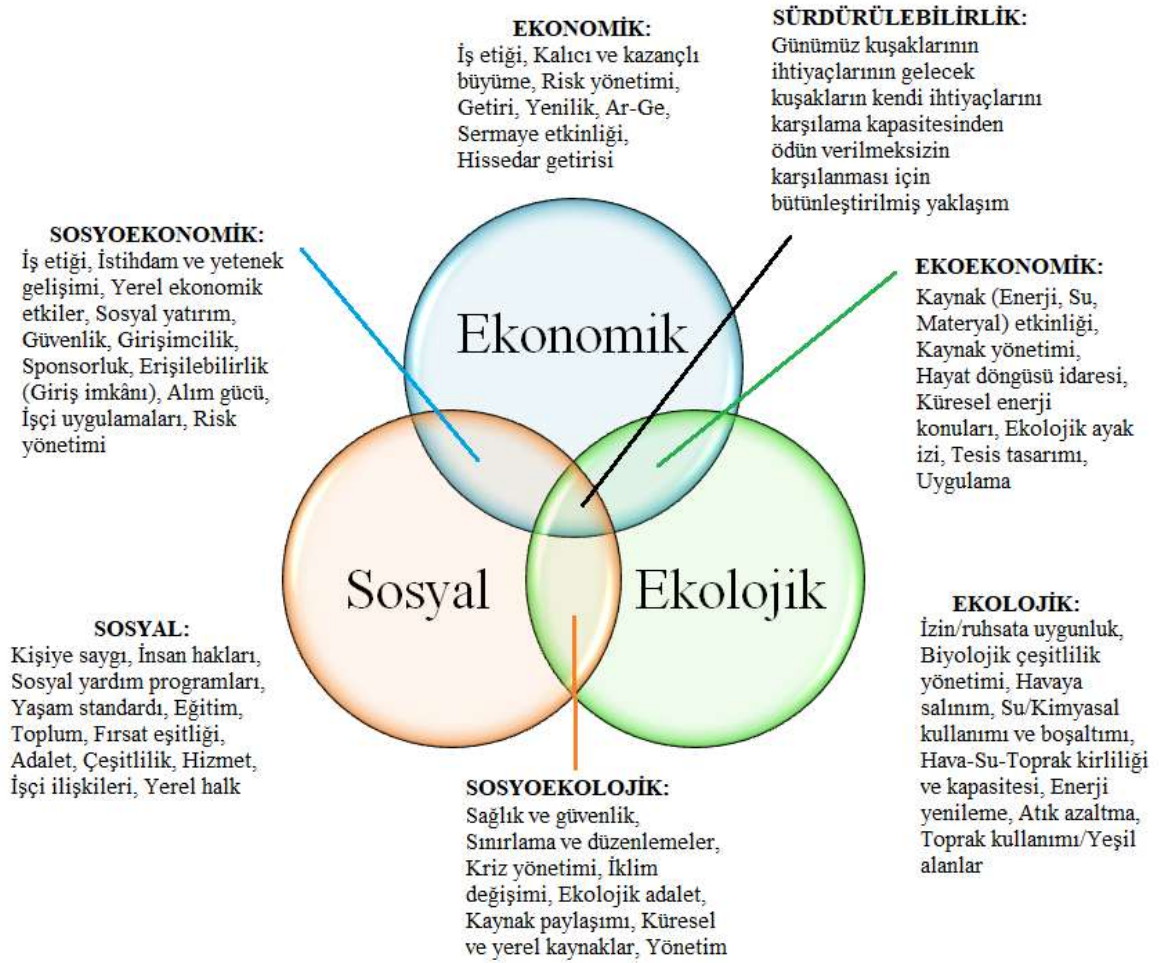 EKONOMİK:
İş etiği, Kalıcı ve kazançlı
büyüme, Risk yönetimi,
Getiri, Yenilik, Ar-Ge,
Sermaye etkinliği,
Hissedar getirisi
SÜRDÜRÜLEBİLİRLİK:
Günümüz kuşaklarının
ihtiyaçlarının gelecek
kuşakların kendi ihtiyaçlarını
karşılama kapasitesinden
ödün verilmeksizin
karşılanması için
bütünleştirilmiş yaklaşım
SOSYOEKONOMİK:
İş etiği, İstihdam ve yetenek
gelişimi, Yerel ekonomik
etkiler, Sosyal yatırım,
Güvenlik, Girişimcilik,
Sponsorluk, Erişilebilirlik
(Giriş imkânı), Alım gücü,
İşçi uygulamaları, Risk
yönetimi
EKOEKONOMİK:
Kaynak (Enerji, Su,
Materyal) etkinliği,
Kaynak yönetimi,
Hayat döngüsü idaresi,
Küresel enerji
konuları, Ekolojik ayak
izi, Tesis tasarımı,
Uygulama
Ekonomik
Sosyal
Ekolojik
SOSYAL:
Kişiye saygı, İnsan hakları,
Sosyal yardım programları,
Yaşam standardı, Eğitim,
Toplum, Fırsat eşitliği,
Adalet, Çeşitlilik, Hizmet,
İşçi ilişkileri, Yerel halk
EKOLOJİK:
İzin/ruhsata uygunluk,
Biyolojik çeşitlilik
yönetimi, Havaya
salınım, Su/Kimyasal
kullanımı ve boşaltımı,
Hava-Su-Toprak kirliliği
ve kapasitesi, Enerji
yenileme, Atık azaltma,
Toprak kullanımı/Yeşil
alanlar
SOSYOEKOLOJİK:
Sağlık ve güvenlik,
Sınırlama ve düzenlemeler,
Kriz yönetimi, İklim
değişimi, Ekolojik adalet,
Kaynak paylaşımı, Küresel
ve yerel kaynaklar, Yönetim